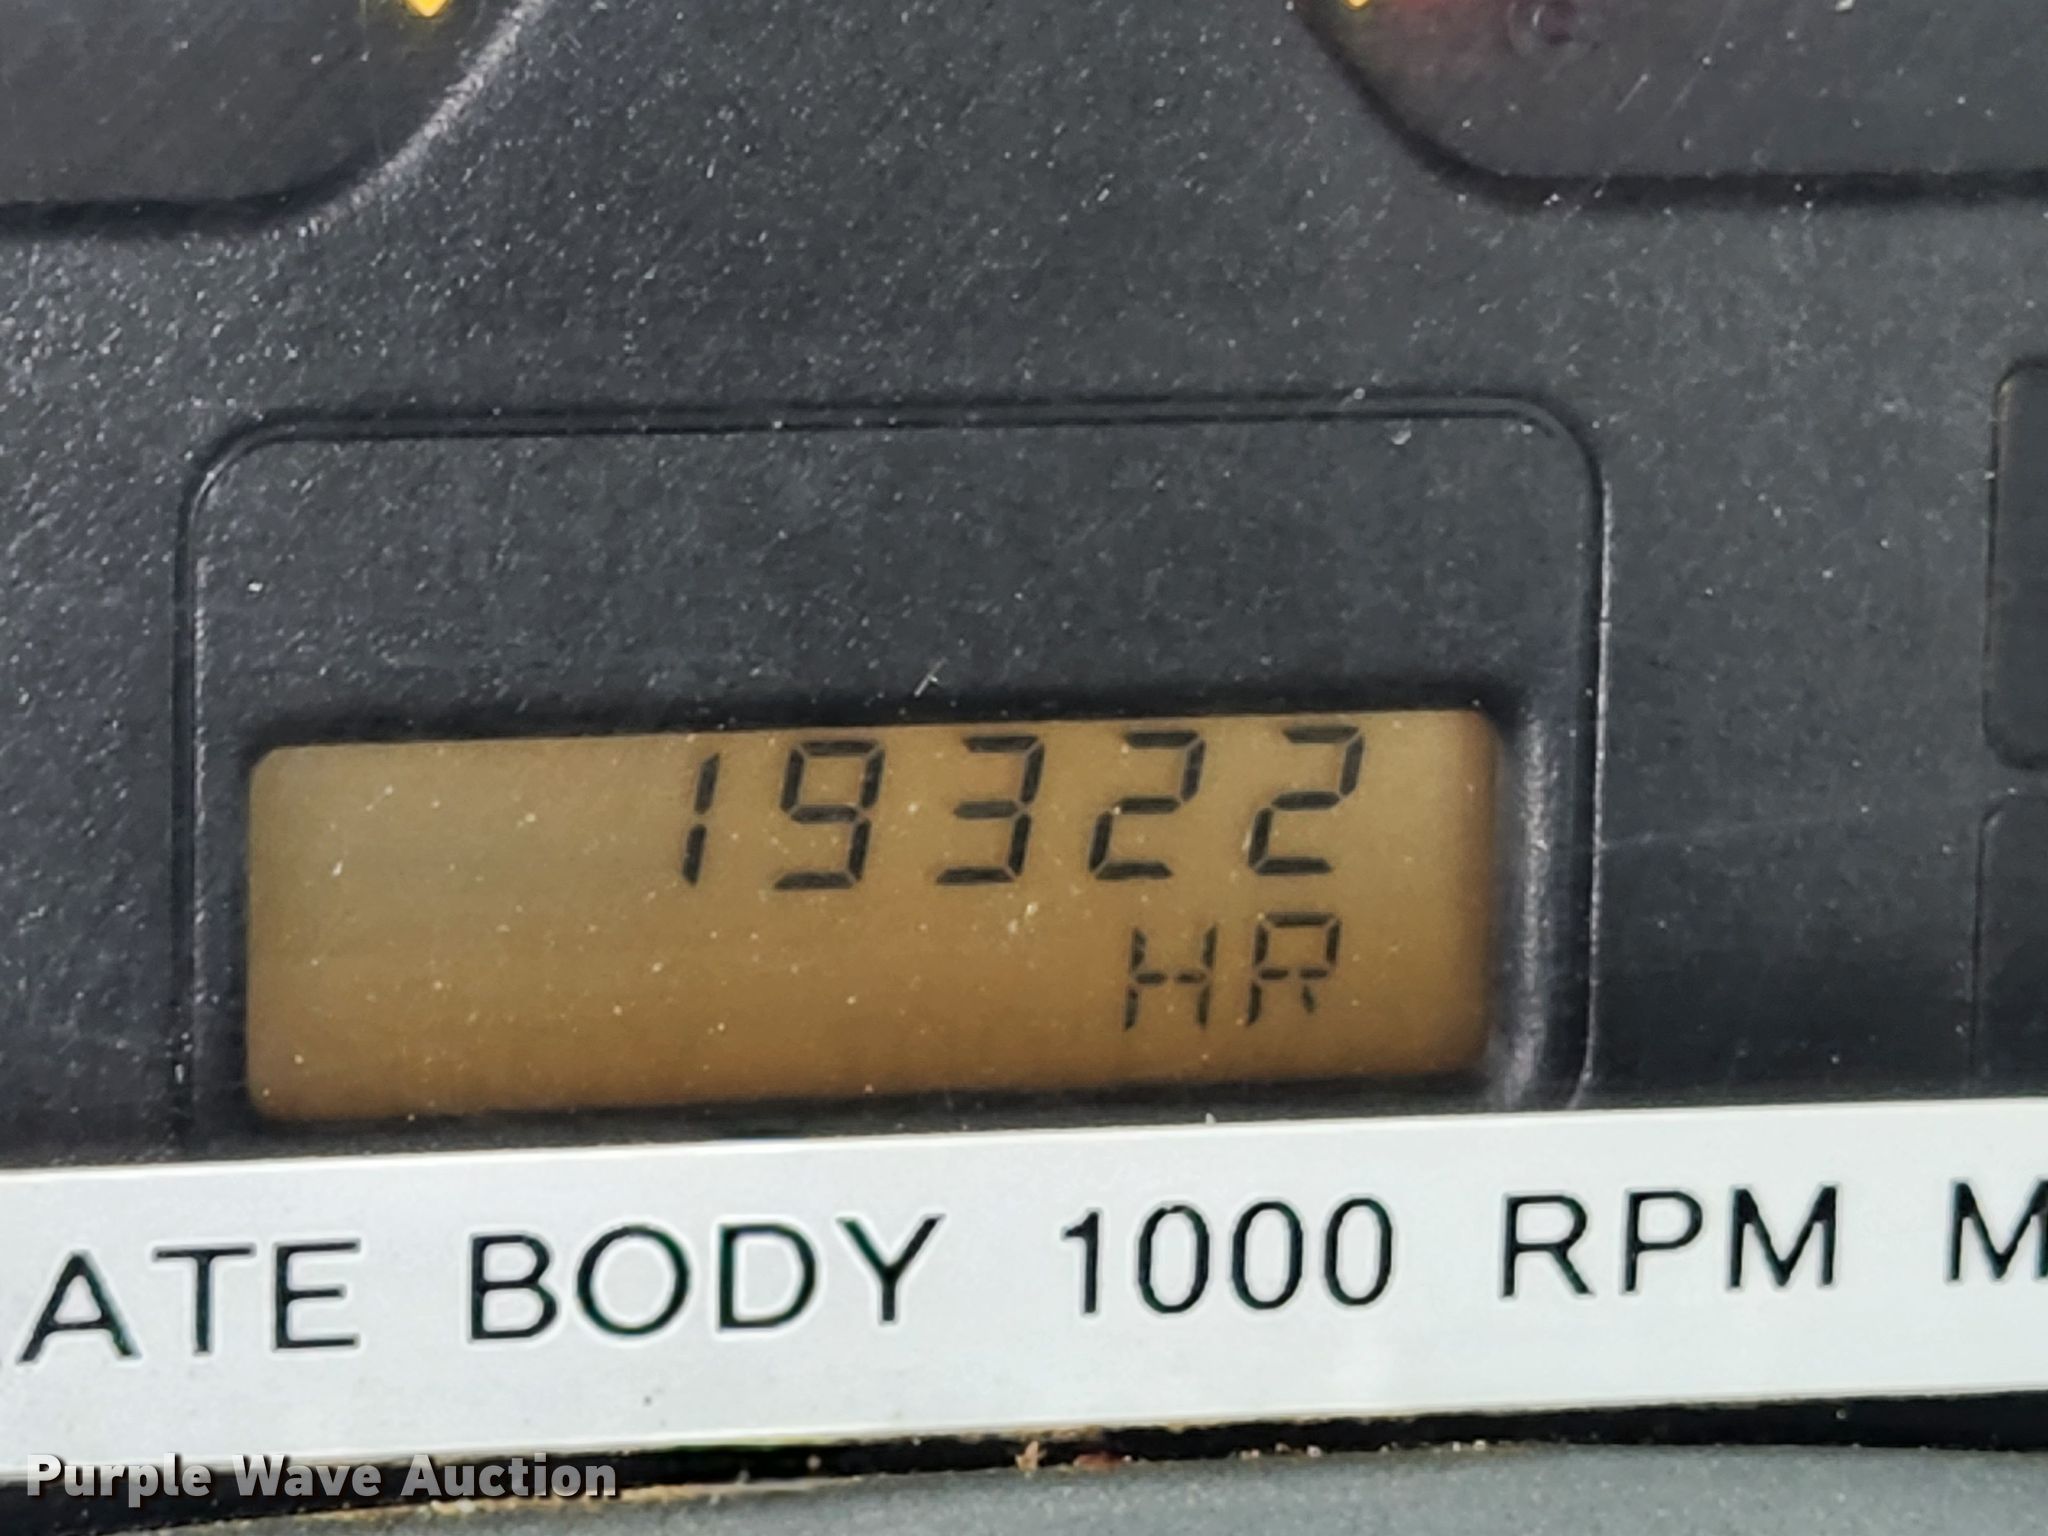 19322
HR
ATE BODY 1000 RPM M
Purple Wave Auction